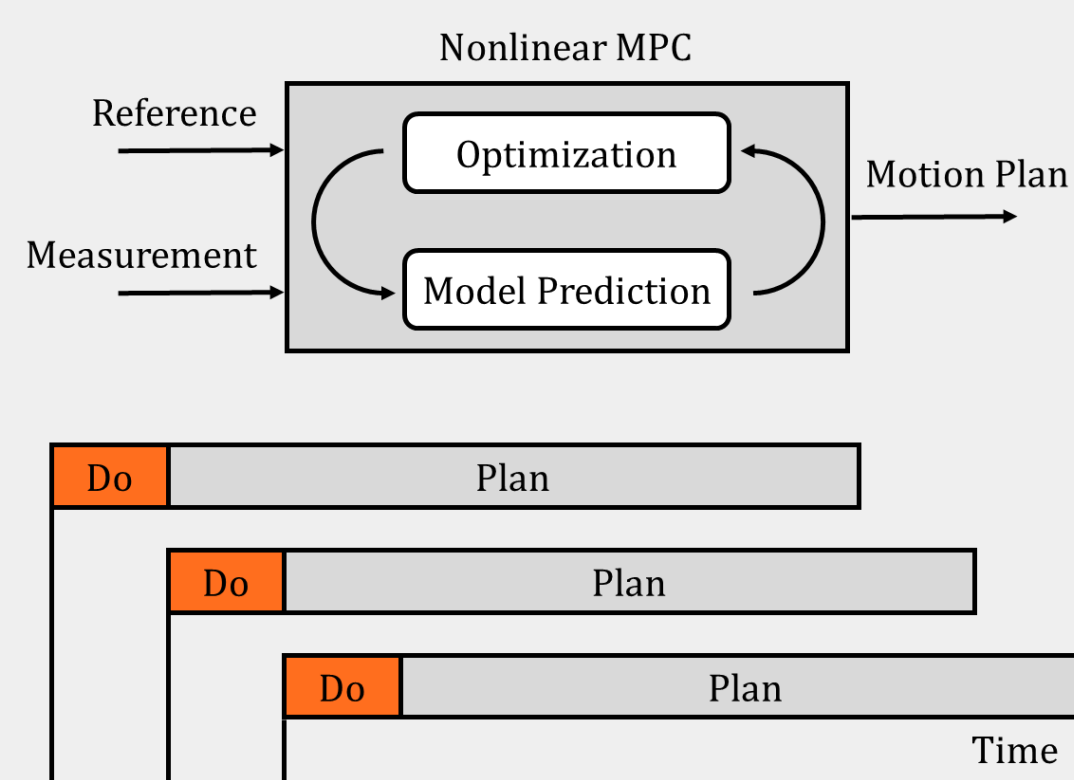 Nonlinear MPC
Reference
Optimization
Motion Plan
Measurement
Model Prediction
Do Plan
Do Plan
Do Plan
Time